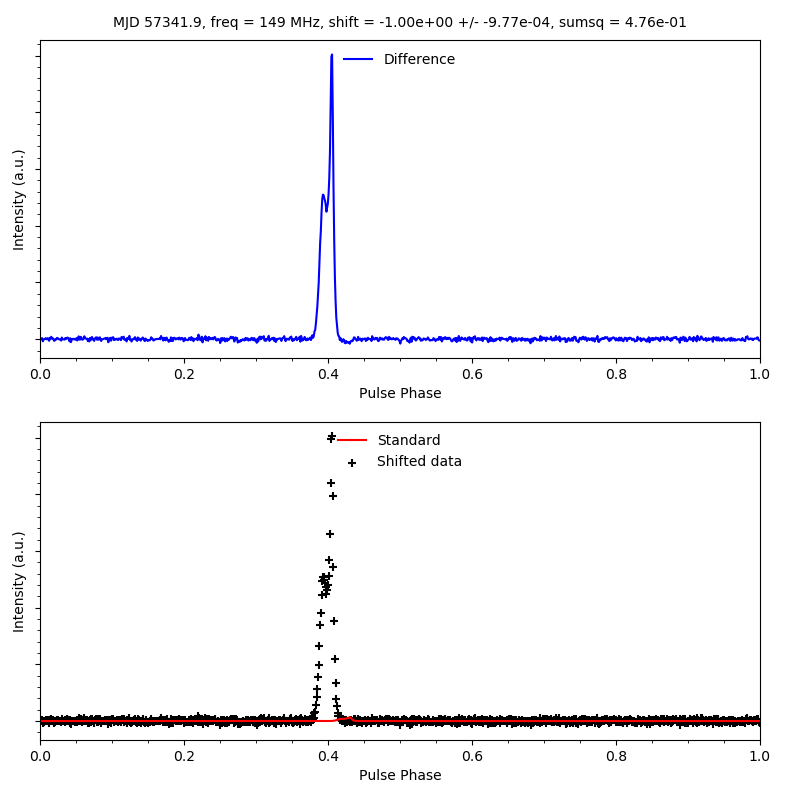 MJD 57341.9, freq = 149 MHz, shift = -1.00e+00 +/- -9.77e-04, sumsq = 4.76e-01
Difference
Intensity (a.u.)
0.0 0.2 0.4 0.6 0.8 1.0
Pulse Phase
Standard
Shifted data
Intensity (a.u.)
0.0 0.2 0.4 0.6 0.8 1.0
Pulse Phase